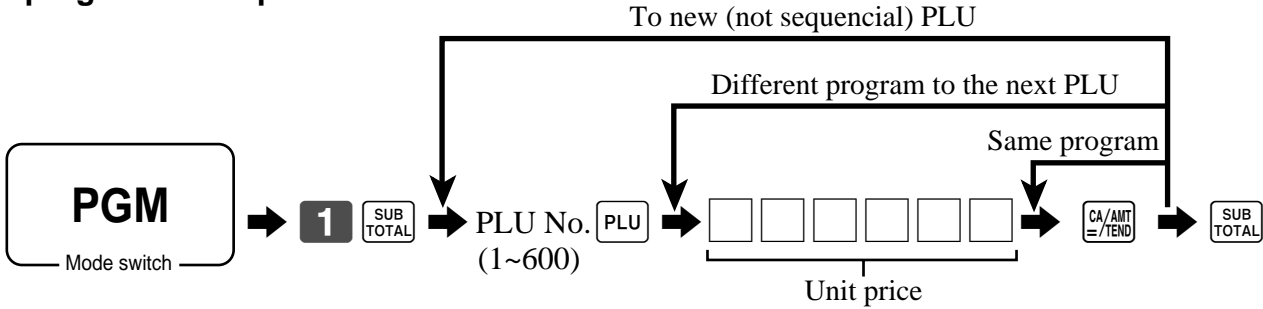 To new (not sequencial) PLU
Different program to the next PLU
Same program
PGM
Mode switch
1
SUB
TOTAL
PLU No.
PLU
(1~600)
Unit price
CA/AMT
=/TEND
SUB
TOTAL